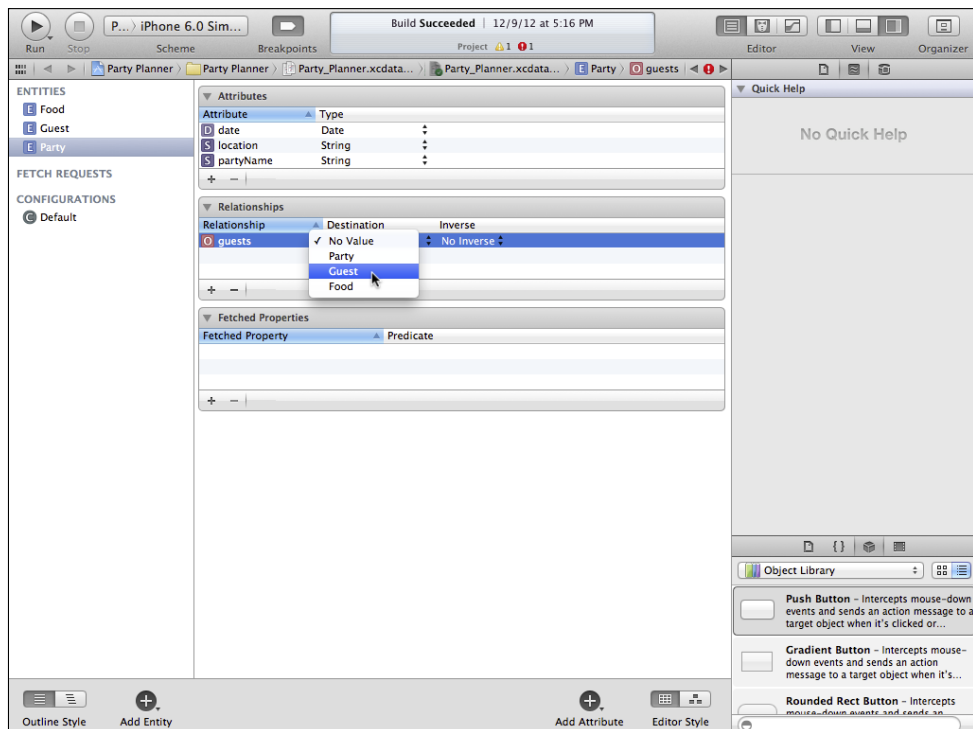 P...〉 iPhone 6.0 Sim...
Build Succeeded | 12/9/12 at 5:16 PM
Project 1 1
Run Stop Scheme Breakpoints Editor View Organizer
Party Planner 〉 Party Planner 〉 Party_Planner.xcdata... 〉 Party_Planner.xcdata... 〉 E Party 〉 O guests
ENTITIES
E Food
E Guest
E Party
FETCH REQUESTS
CONFIGURATIONS
C Default
Attributes
Attribute Type
D date Date
S location String
S partyName String
+ −
Relationships
Relationship Destination Inverse
O guests ✓ No Value No Inverse
Party
Guest
Food
+ −
Fetched Properties
Fetched Property Predicate
+ −
Quick Help
No Quick Help
{}
Object Library
Push Button – Intercepts mouse-down
events and sends an action message to a
target object when it's clicked or...
Gradient Button – Intercepts mouse-
down events and sends an action
message to a target object when it's...
Rounded Rect Button – Intercepts
mouse-down events and sends an
Outline Style Add Entity Add Attribute Editor Style